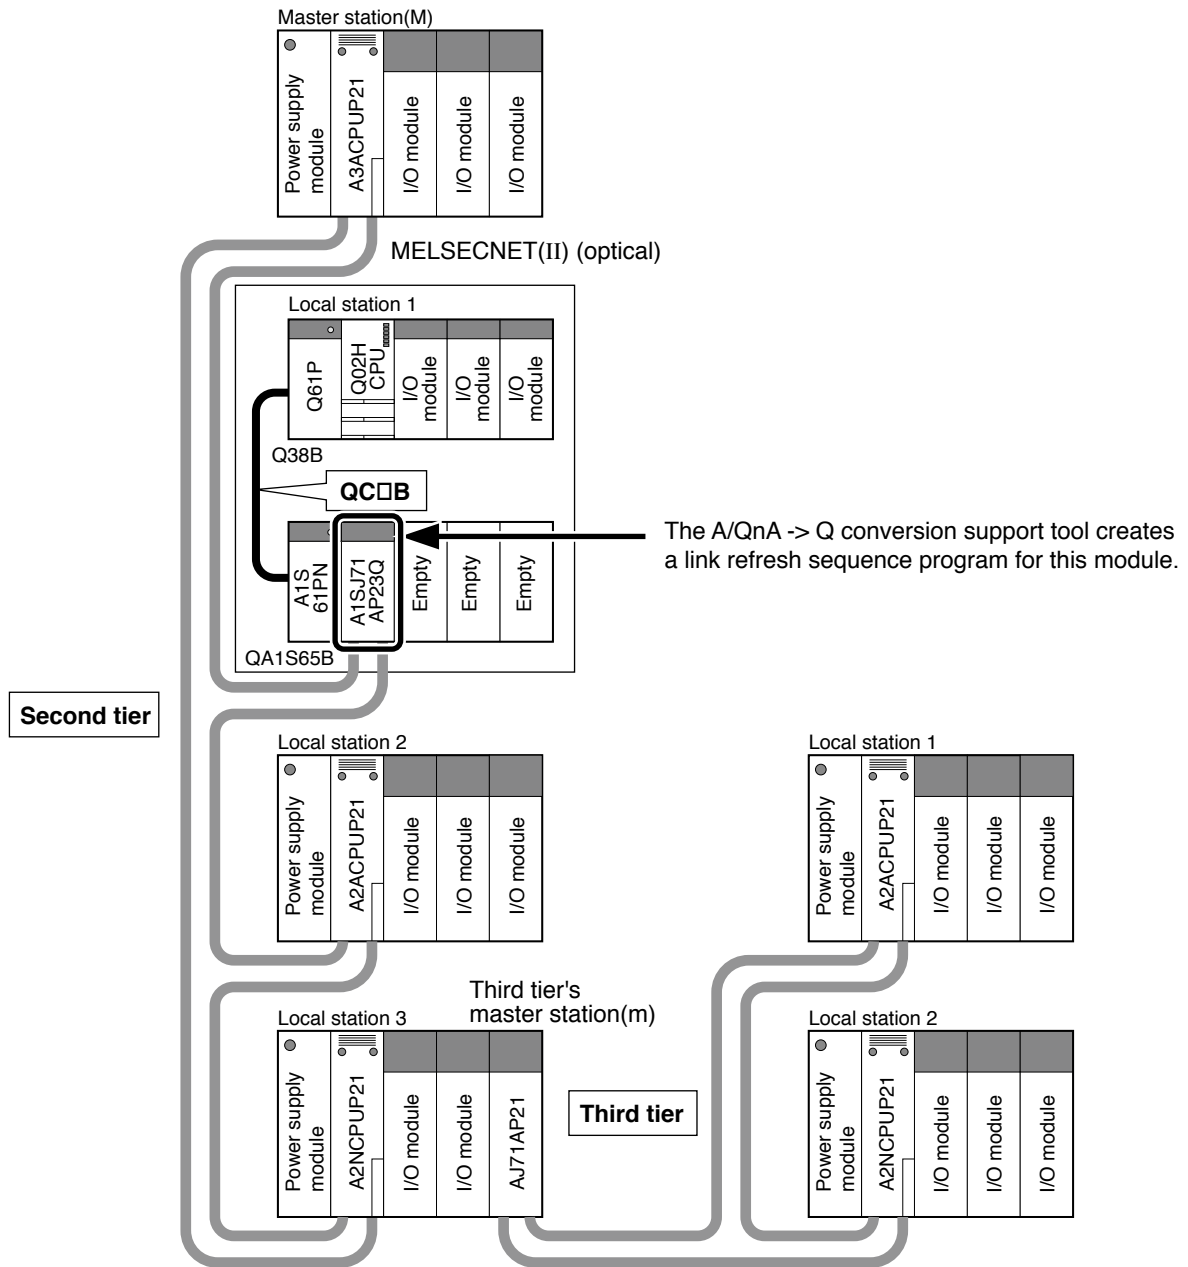 Master station(M)
Power supply
module
A3ACPUP21
I/O module
I/O module
I/O module
MELSECNET(II) (optical)
Local station 1
Q61P
Q02H
CPU
I/O
module
I/O
module
I/O
module
Q38B
QC□B
A1S
61PN
A1SJ71
AP23Q
Empty
Empty
Empty
QA1S65B
The A/QnA -> Q conversion support tool creates
a link refresh sequence program for this module.
Second tier
Local station 2
Power supply
module
A2ACPUP21
I/O module
I/O module
I/O module
Local station 1
Power supply
module
A2ACPUP21
I/O module
I/O module
I/O module
Third tier's
master station(m)
Local station 3
Power supply
module
A2NCPUP21
I/O module
I/O module
AJ71AP21
Third tier
Local station 2
Power supply
module
A2NCPUP21
I/O module
I/O module
I/O module